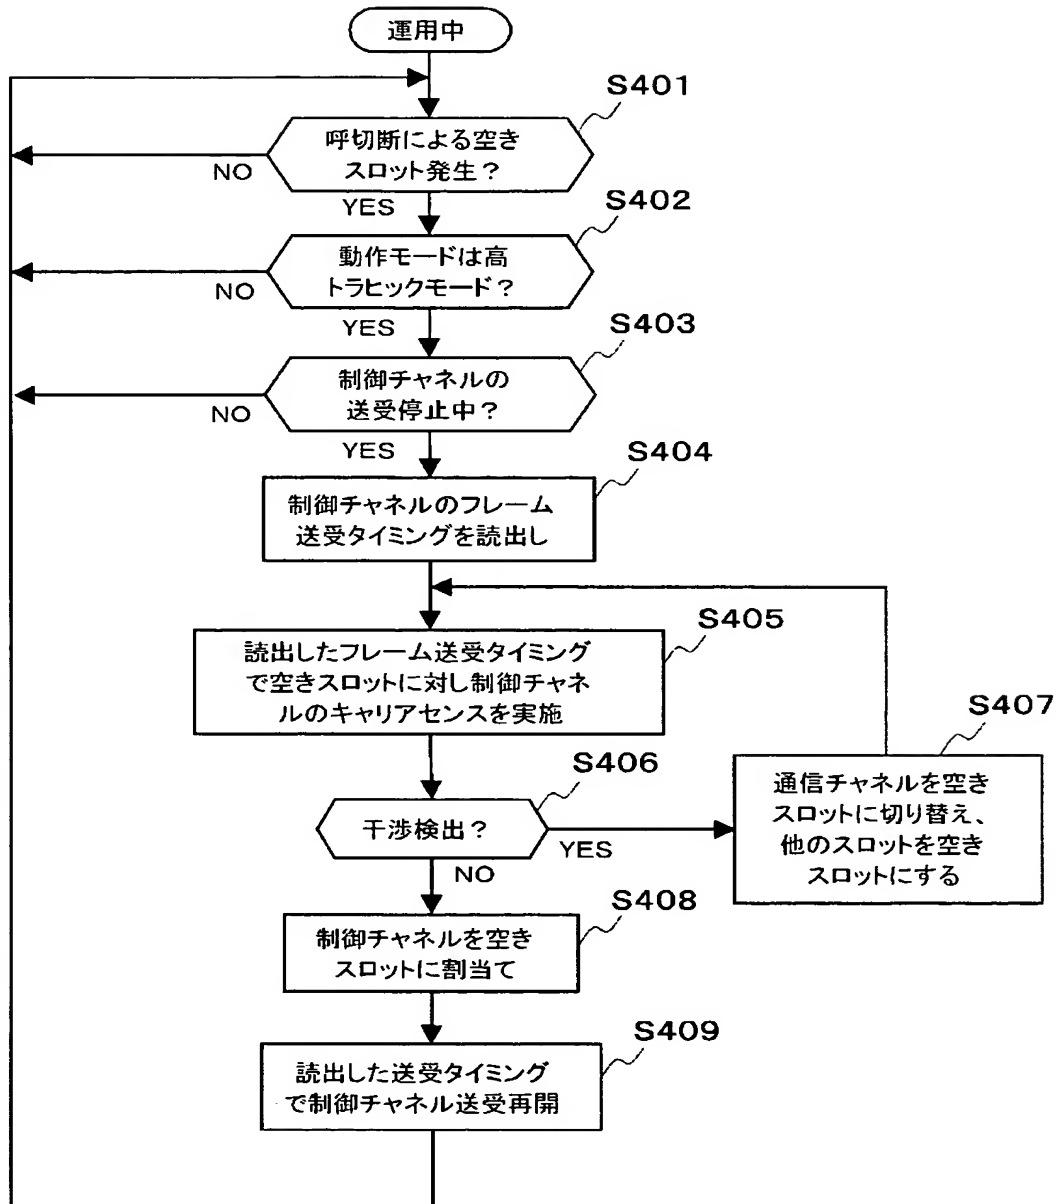 運用中
S401
呼切断による空き
スロット発生？
NO
YES
S402
動作モードは高
トラヒックモード？
NO
YES
S403
制御チャネルの
送受停止中？
NO
YES
S404
制御チャネルのフレーム
送受タイミングを読出し
S405
読出したフレーム送受タイミング
で空きスロットに対し制御チャネ
ルのキャリアセンスを実施
S407
通信チャネルを空き
スロットに切り替え、
他のスロットを空き
スロットにする
S406
干渉検出？
YES
NO
S408
制御チャネルを空き
スロットに割当て
S409
読出した送受タイミング
で制御チャネル送受再開